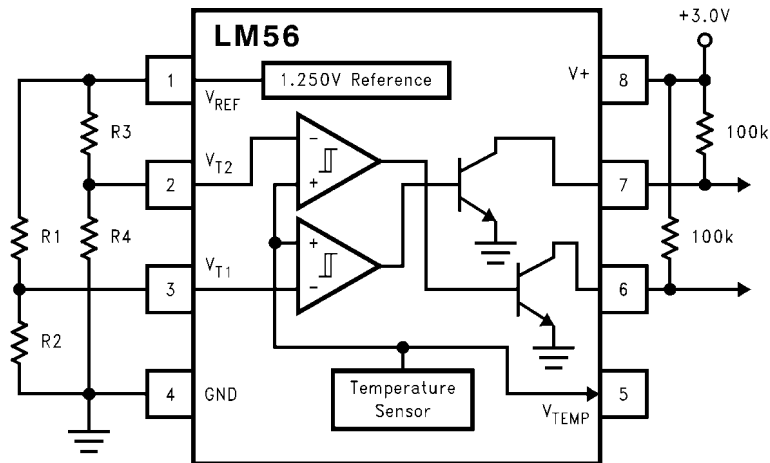 LM56
+3.0V
1
1.250V Reference
V+
8
VREF
R3
100k
2
VT2
−
+
7
R1
R4
+
−
100k
3
VT1
6
R2
4
GND
Temperature
Sensor
VTEMP
5